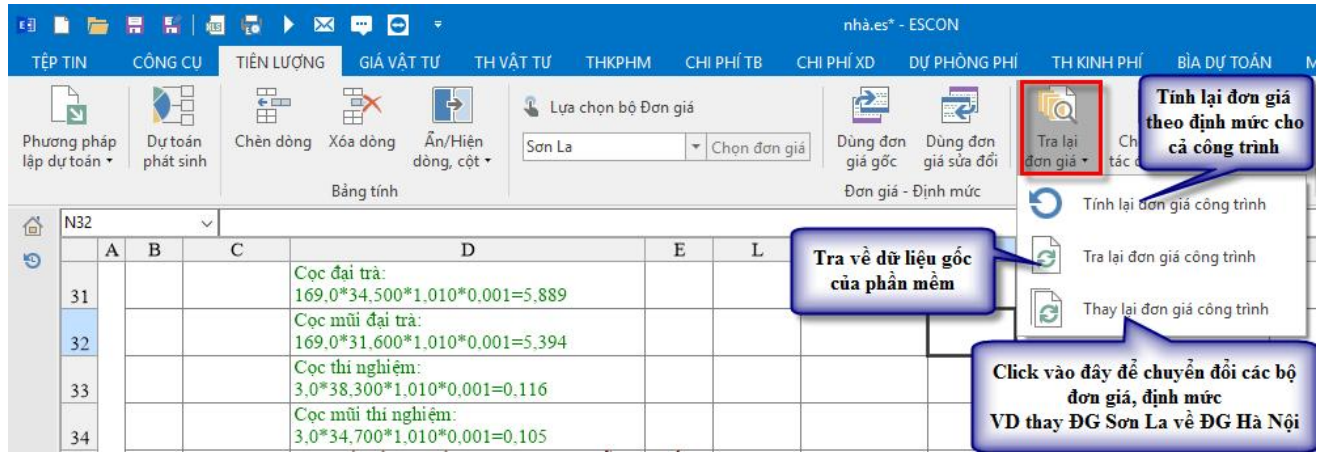 nhà.es* - ESCON
TỆP TIN CÔNG CỤ TIÊN LƯỢNG GIÁ VẬT TƯ TH VẬT TƯ THKPHM CHI PHÍ TB CHI PHÍ XD DỰ PHÒNG PHÍ TH KINH PHÍ BÌA DỰ TOÁN M
Phương pháp lập dự toán
Dự toán phát sinh
Chèn dòng
Xóa dòng
Ẩn/Hiện dòng, cột
Lựa chọn bộ Đơn giá
Sơn La
Chọn đơn giá
Dùng đơn giá gốc
Dùng đơn giá sửa đổi
Tra lại đơn giá
Ch
tác
Bảng tính
Đơn giá - Định mức
Tính lại đơn giá
theo định mức cho
cả công trình
Tính lại đơn giá công trình
Tra lại đơn giá công trình
Thay lại đơn giá công trình
Tra về dữ liệu gốc
của phần mềm
Click vào đây để chuyển đổi các bộ
đơn giá, định mức
VD thay ĐG Sơn La về ĐG Hà Nội
N32
A B C D E L
31
Cọc đại trà:
169,0*34,500*1,010*0,001=5,889
32
Cọc mũi đại trà:
169,0*31,600*1,010*0,001=5,394
33
Cọc thí nghiệm:
3,0*38,300*1,010*0,001=0,116
34
Cọc mũi thí nghiệm:
3,0*34,700*1,010*0,001=0,105